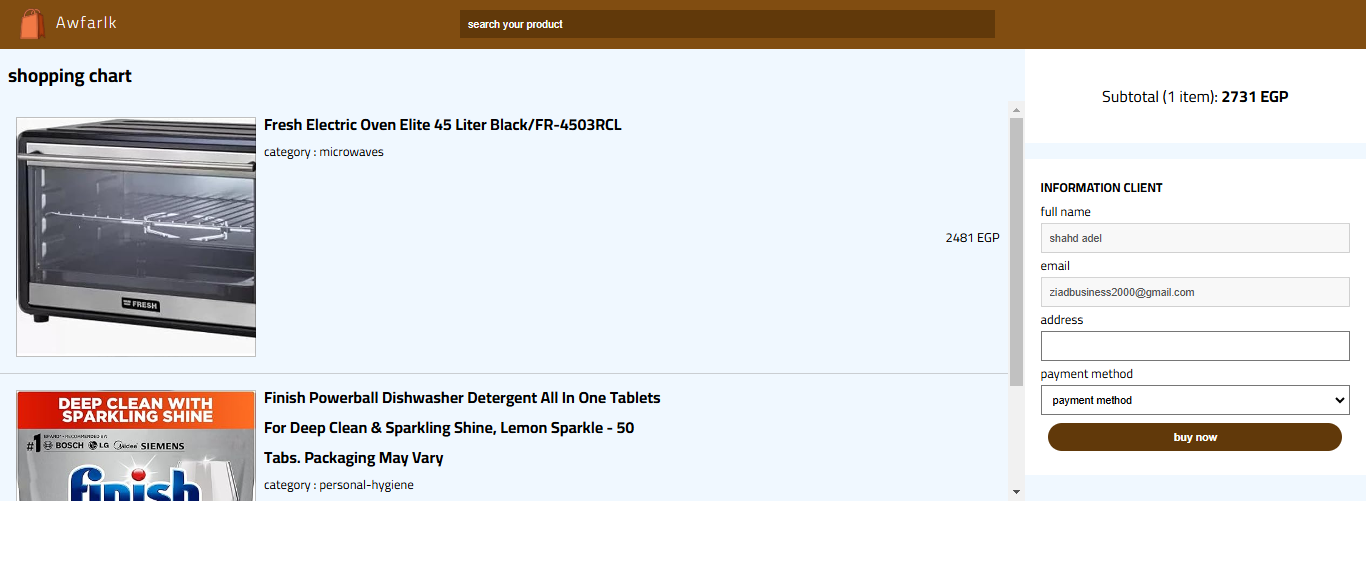 Awfarlk
search your product
shopping chart
Fresh Electric Oven Elite 45 Liter Black/FR-4503RCL
category : microwaves
2481 EGP
FRESH
Finish Powerball Dishwasher Detergent All In One Tablets
For Deep Clean & Sparkling Shine, Lemon Sparkle - 50
Tabs. Packaging May Vary
category : personal-hygiene
DEEP CLEAN WITH
SPARKLING SHINE
#1 BRAND* • RECOMMENDED BY
BOSCH LG Midea SIEMENS
finish
Subtotal (1 item): 2731 EGP
INFORMATION CLIENT
full name
shahd adel
email
ziadbusiness2000@gmail.com
address
payment method
payment method
buy now